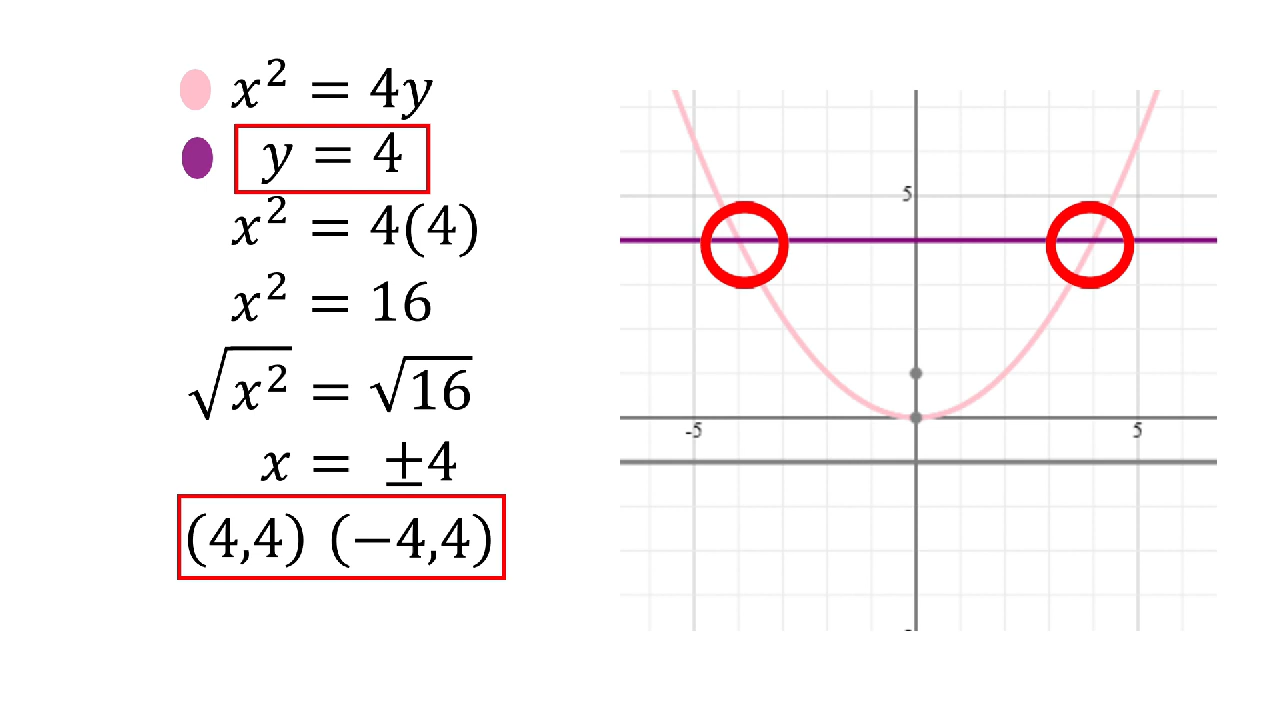 x² = 4y
y = 4
x² = 4(4)
x² = 16
√x² = √16
x = ±4
(4,4) (−4,4)
5
-5
5